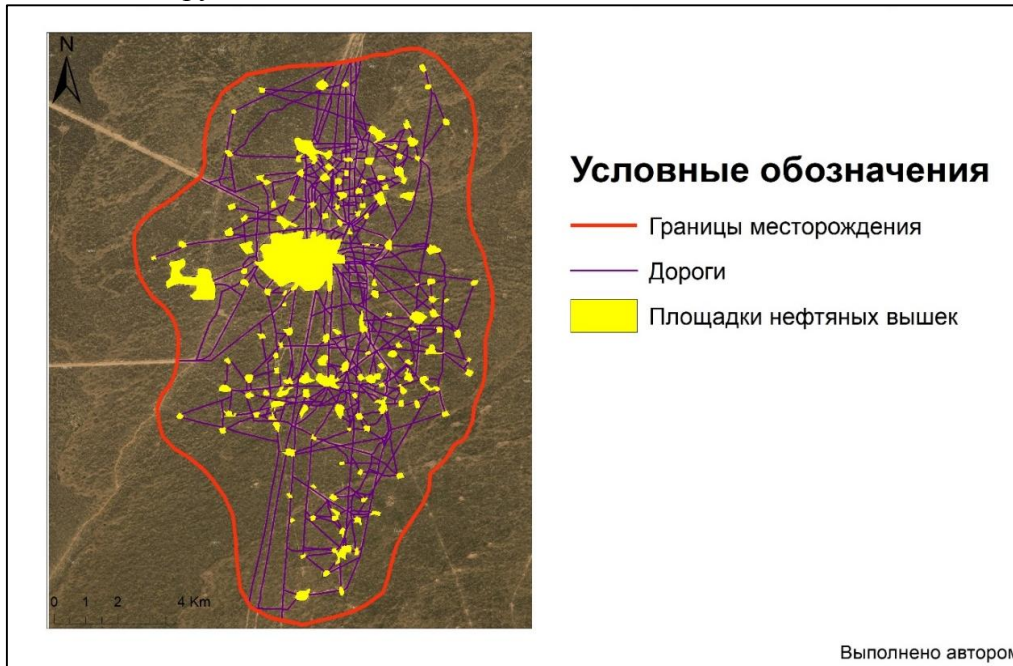 N
Условные обозначения
Границы месторождения
Дороги
Площадки нефтяных вышек
0 1 2 4 Km
Выполнено автором